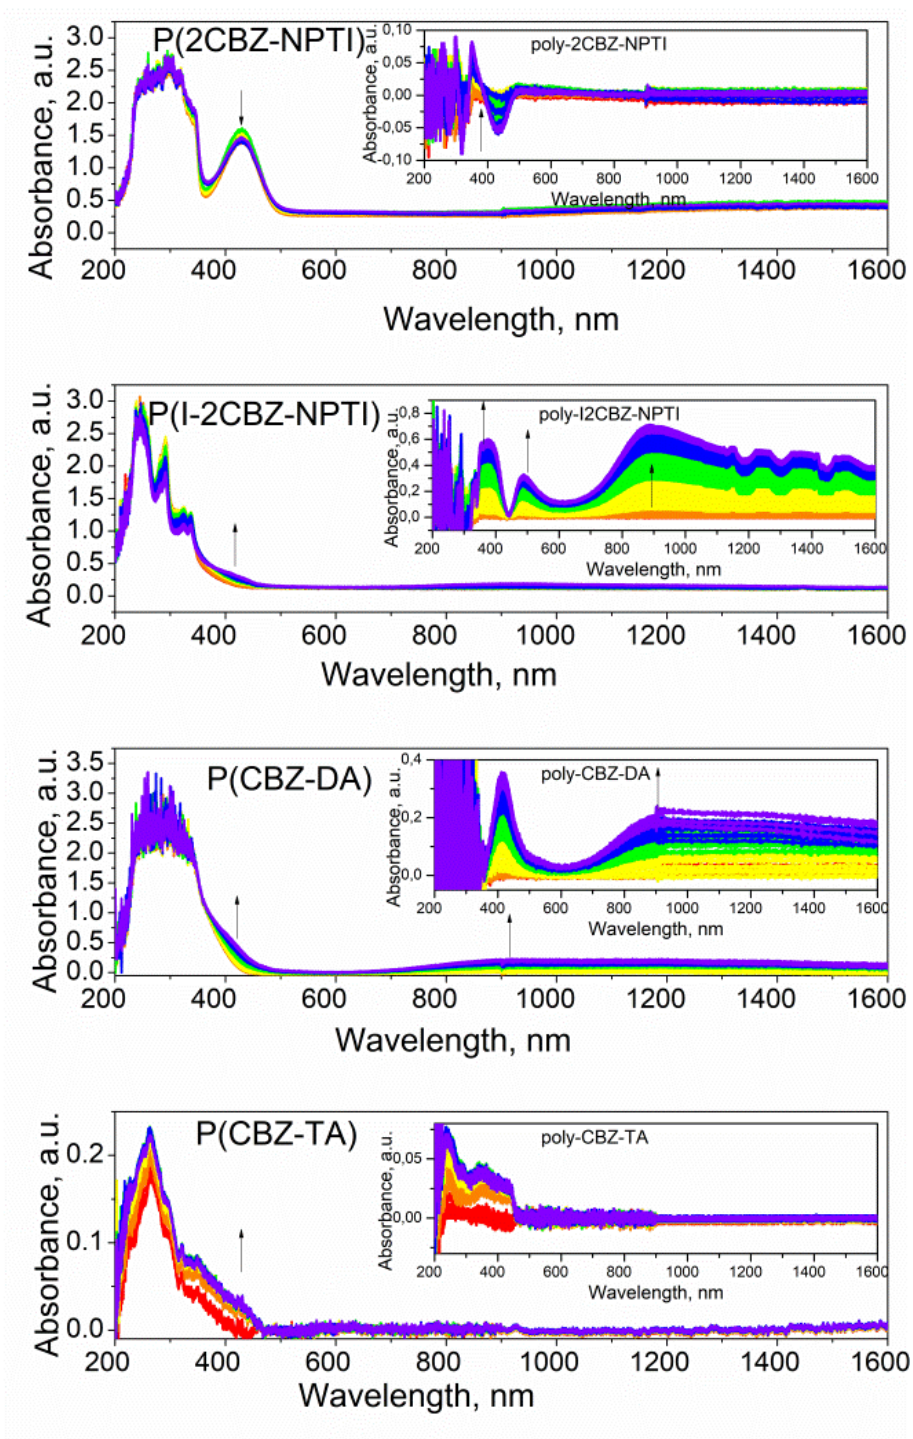 P(2CBZ-NPTI)
poly-2CBZ-NPTI
Absorbance, a.u.
3.0
2.5
2.0
1.5
1.0
0.5
0.0
200 400 600 800 1000 1200 1400 1600
Wavelength, nm
Absorbance, a.u.
0,10
0,05
0,00
-0,05
-0,10
200 400 600 800 1000 1200 1400 1600
Wavelength, nm
P(I-2CBZ-NPTI)
poly-I2CBZ-NPTI
Absorbance, a.u.
3.0
2.5
2.0
1.5
1.0
0.5
0.0
200 400 600 800 1000 1200 1400 1600
Wavelength, nm
Absorbance, a.u.
0,8
0,6
0,4
0,2
0,0
200 400 600 800 1000 1200 1400 1600
Wavelength, nm
P(CBZ-DA)
poly-CBZ-DA
Absorbance, a.u.
3.5
3.0
2.5
2.0
1.5
1.0
0.5
0.0
200 400 600 800 1000 1200 1400 1600
Wavelength, nm
Absorbance, a.u.
0,4
0,2
0,0
200 400 600 800 1000 1200 1400 1600
Wavelength, nm
P(CBZ-TA)
poly-CBZ-TA
Absorbance, a.u.
0.2
0.1
0.0
200 400 600 800 1000 1200 1400 1600
Wavelength, nm
Absorbance, a.u.
0,05
0,00
200 400 600 800 1000 1200 1400 1600
Wavelength, nm